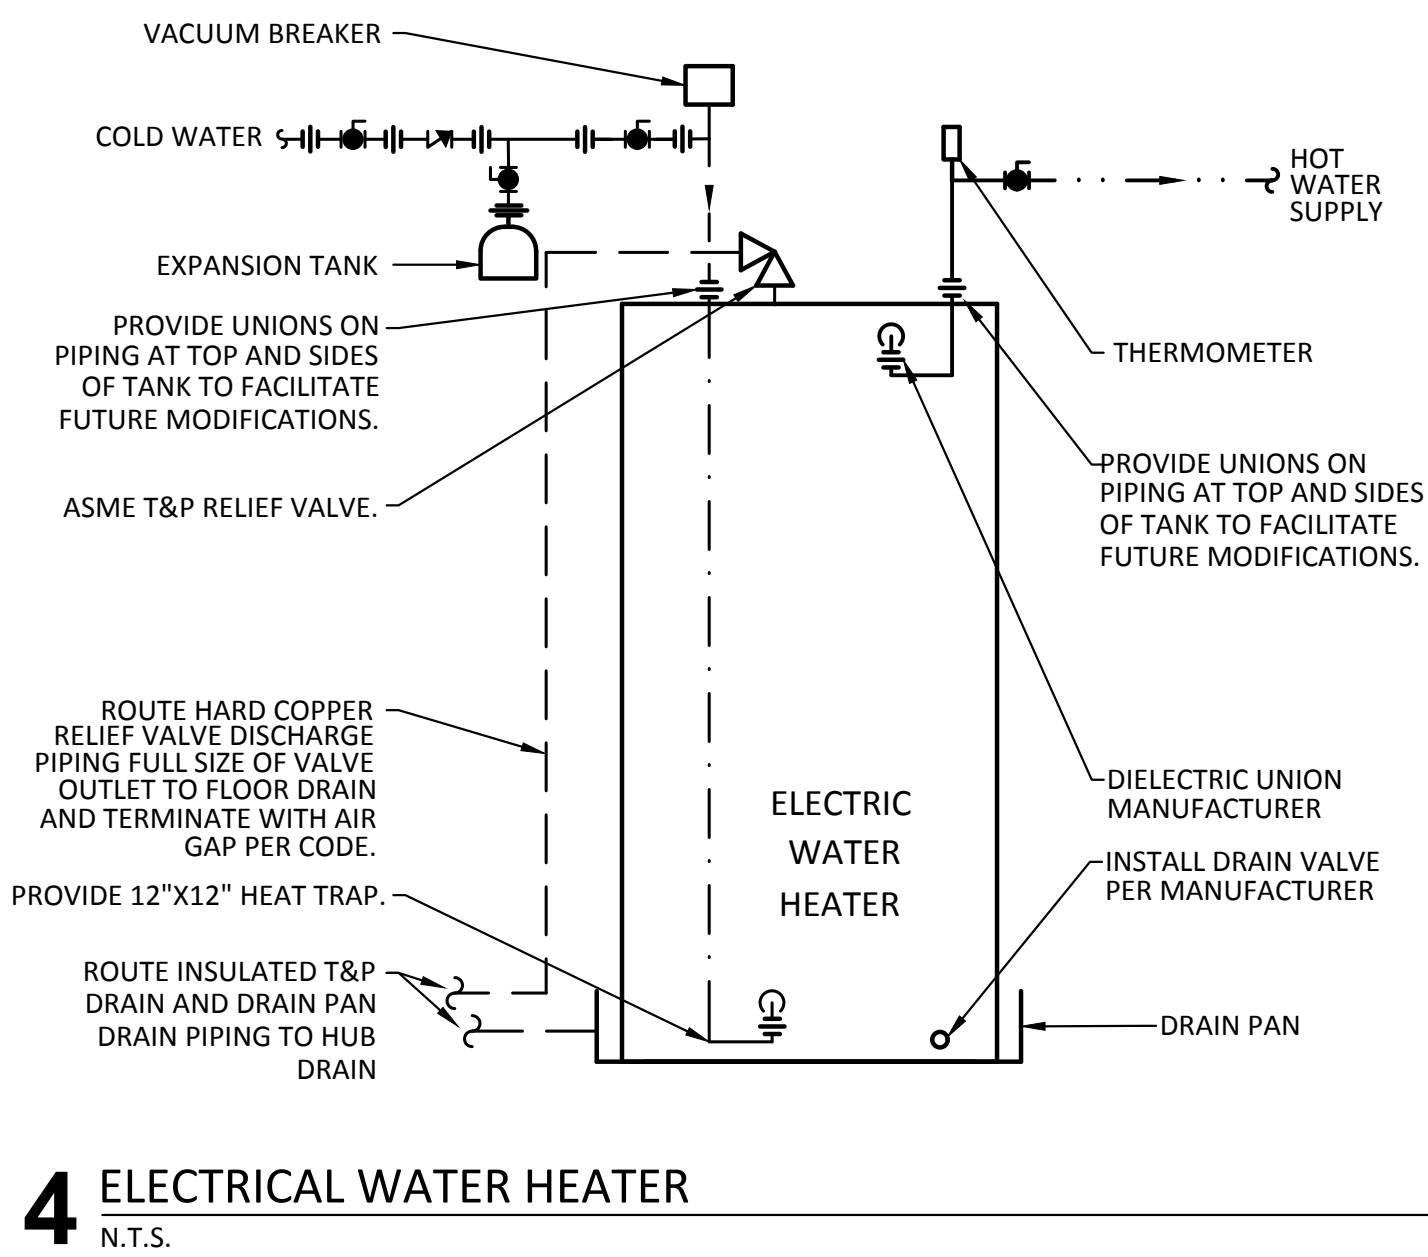 VACUUM BREAKER
COLD WATER
HOT
WATER
SUPPLY
EXPANSION TANK
PROVIDE UNIONS ON
PIPING AT TOP AND SIDES
OF TANK TO FACILITATE
FUTURE MODIFICATIONS.
THERMOMETER
PROVIDE UNIONS ON
PIPING AT TOP AND SIDES
OF TANK TO FACILITATE
FUTURE MODIFICATIONS.
ASME T&P RELIEF VALVE.
ROUTE HARD COPPER
RELIEF VALVE DISCHARGE
PIPING FULL SIZE OF VALVE
OUTLET TO FLOOR DRAIN
AND TERMINATE WITH AIR
GAP PER CODE.
ELECTRIC
WATER
HEATER
DIELECTRIC UNION
MANUFACTURER
INSTALL DRAIN VALVE
PER MANUFACTURER
PROVIDE 12"X12" HEAT TRAP.
ROUTE INSULATED T&P
DRAIN AND DRAIN PAN
DRAIN PIPING TO HUB
DRAIN
DRAIN PAN
4 ELECTRICAL WATER HEATER
N.T.S.